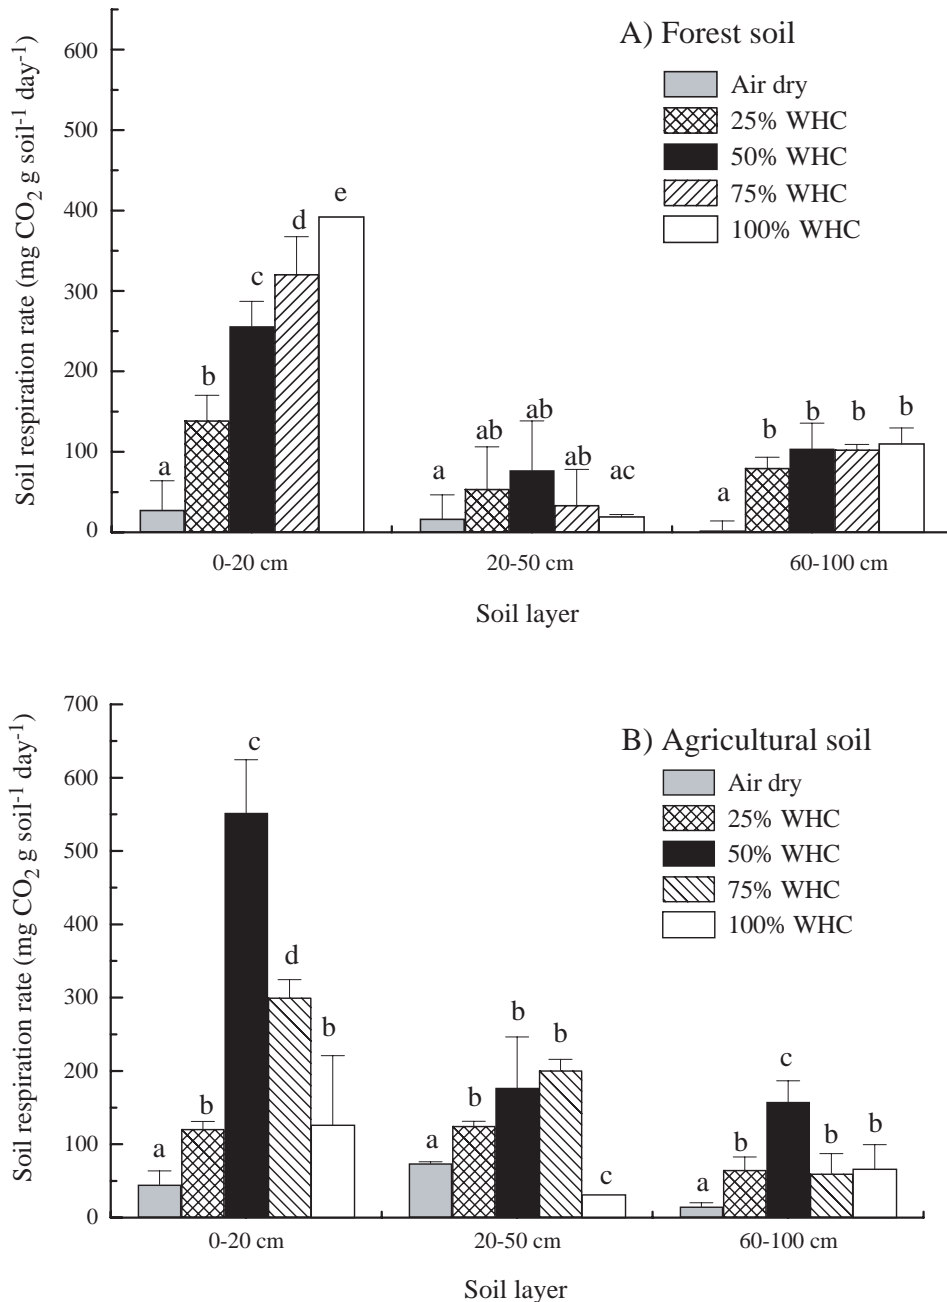 A) Forest soil
Air dry
25% WHC
50% WHC
75% WHC
100% WHC
Soil respiration rate (mg CO₂ g soil⁻¹ day⁻¹)
600
500
400
300
200
100
0
a
b
c
d
e
a
ab
ab
ab
ac
a
b
b
b
b
0-20 cm
20-50 cm
60-100 cm
Soil layer
B) Agricultural soil
Air dry
25% WHC
50% WHC
75% WHC
100% WHC
Soil respiration rate (mg CO₂ g soil⁻¹ day⁻¹)
700
600
500
400
300
200
100
0
a
b
c
d
b
a
b
b
b
c
a
b
c
b
b
0-20 cm
20-50 cm
60-100 cm
Soil layer